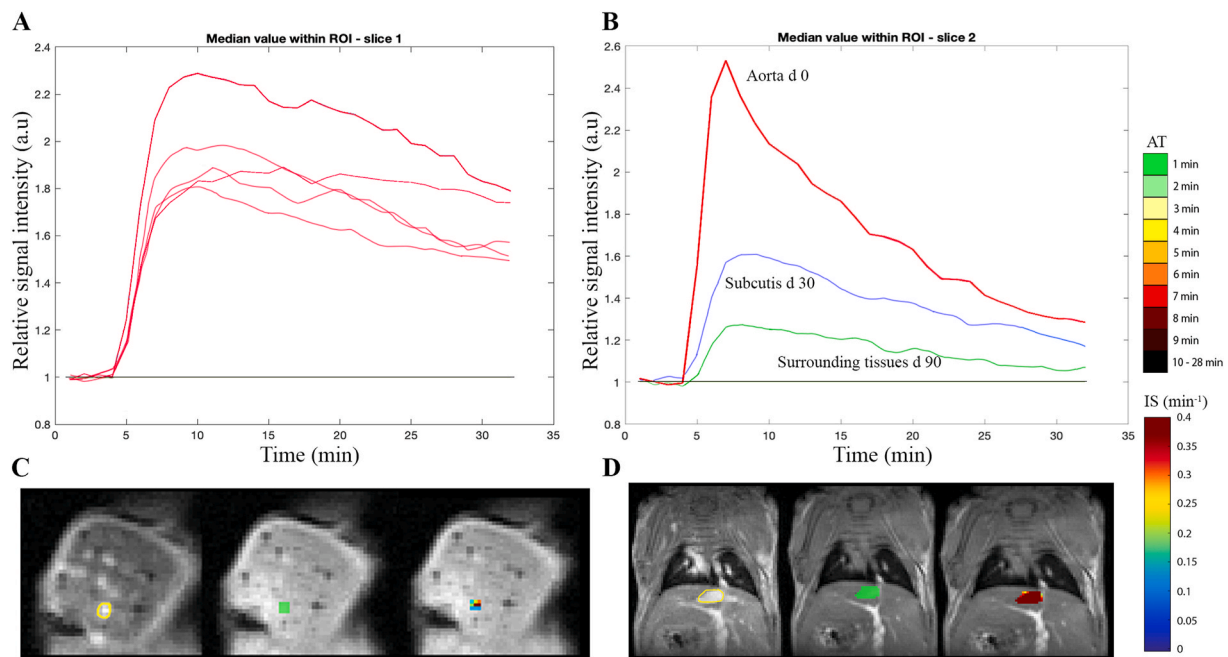 A
Median value within ROI - slice 1
Relative signal intensity (a.u)
2.4
2.2
2
1.8
1.6
1.4
1.2
1
0.8
0
5
10
15
20
25
30
35
Time (min)
B
Median value within ROI - slice 2
Relative signal intensity (a.u)
2.6
2.4
2.2
2.0
1.8
1.6
1.4
1.2
1
0.8
Aorta d 0
Subcutis d 30
Surrounding tissues d 90
0
5
10
15
20
25
30
35
Time (min)
AT
1 min
2 min
3 min
4 min
5 min
6 min
7 min
8 min
9 min
10 - 28 min
IS (min⁻¹)
0.4
0.35
0.3
0.25
0.2
0.15
0.1
0.05
0
C
D